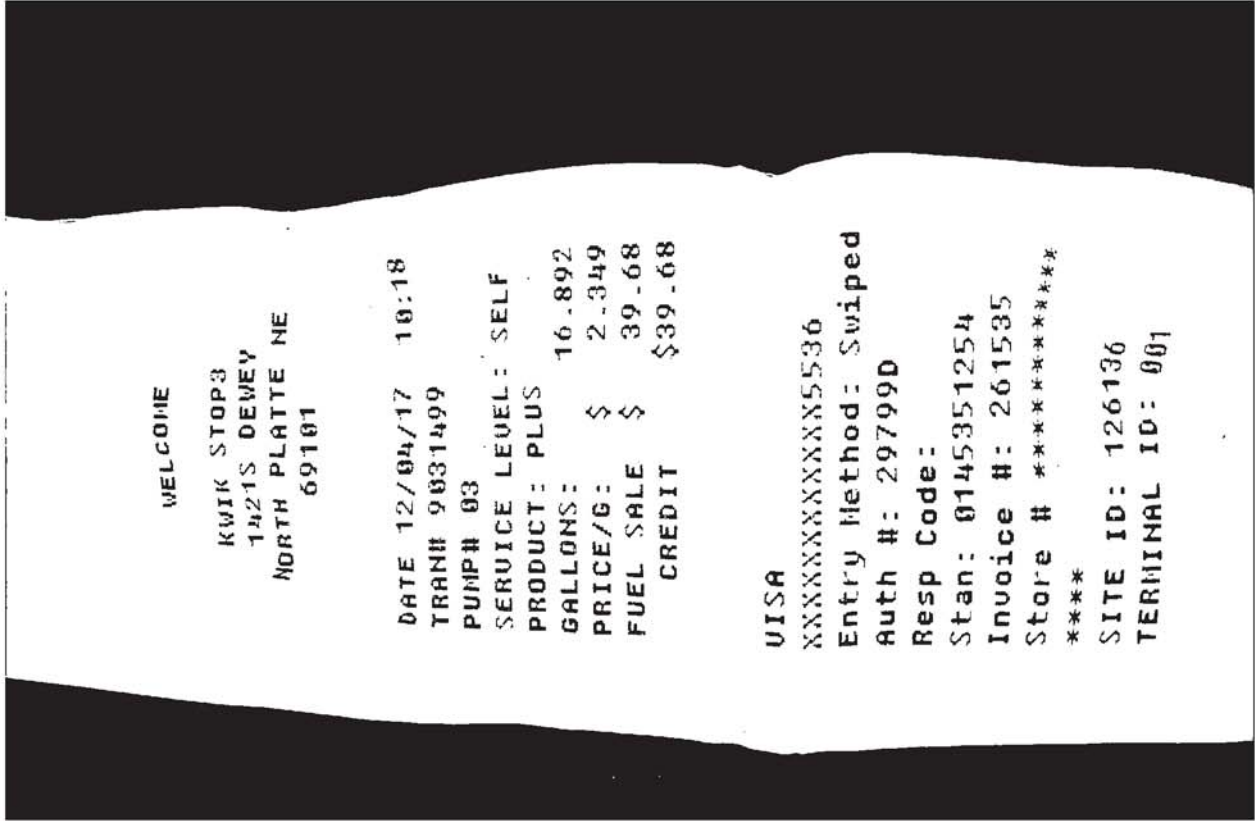 WELCOME
KWIK STOP3
1421S DEWEY
NORTH PLATTE NE
69101
DATE 12/04/17 10:18
TRAN# 9031499
PUMP# 03
SERVICE LEVEL: SELF
PRODUCT: PLUS
GALLONS: 16.892
PRICE/G: $ 2.349
FUEL SALE $ 39.68
CREDIT $39.68
VISA
XXXXXXXXXXXX5536
Entry Method: Swiped
Auth #: 29799D
Resp Code:
Stan: 01453512​54
Invoice #: 261535
Store # ****************
****
SITE ID: 126136
TERMINAL ID: 001